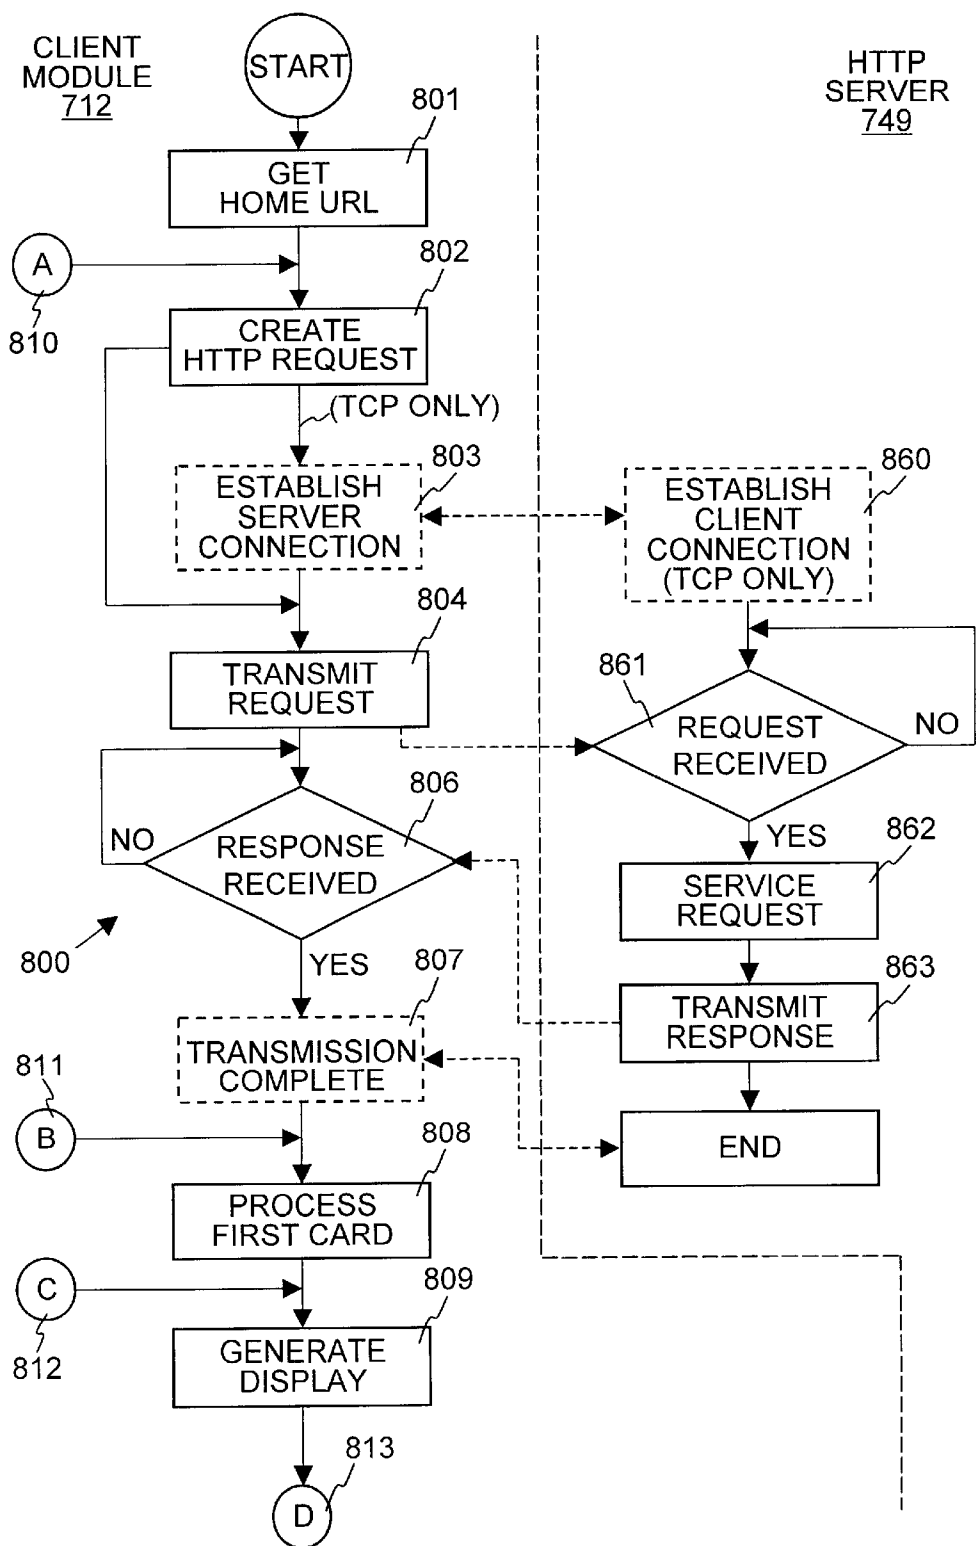 CLIENT
MODULE
712
START
HTTP
SERVER
749
801
GET
HOME URL
A
810
802
CREATE
HTTP REQUEST
(TCP ONLY)
803
ESTABLISH
SERVER
CONNECTION
860
ESTABLISH
CLIENT
CONNECTION
(TCP ONLY)
804
TRANSMIT
REQUEST
861
REQUEST
RECEIVED
NO
YES
806
RESPONSE
RECEIVED
NO
YES
800
862
SERVICE
REQUEST
863
TRANSMIT
RESPONSE
807
TRANSMISSION
COMPLETE
END
811
B
808
PROCESS
FIRST CARD
C
812
809
GENERATE
DISPLAY
813
D